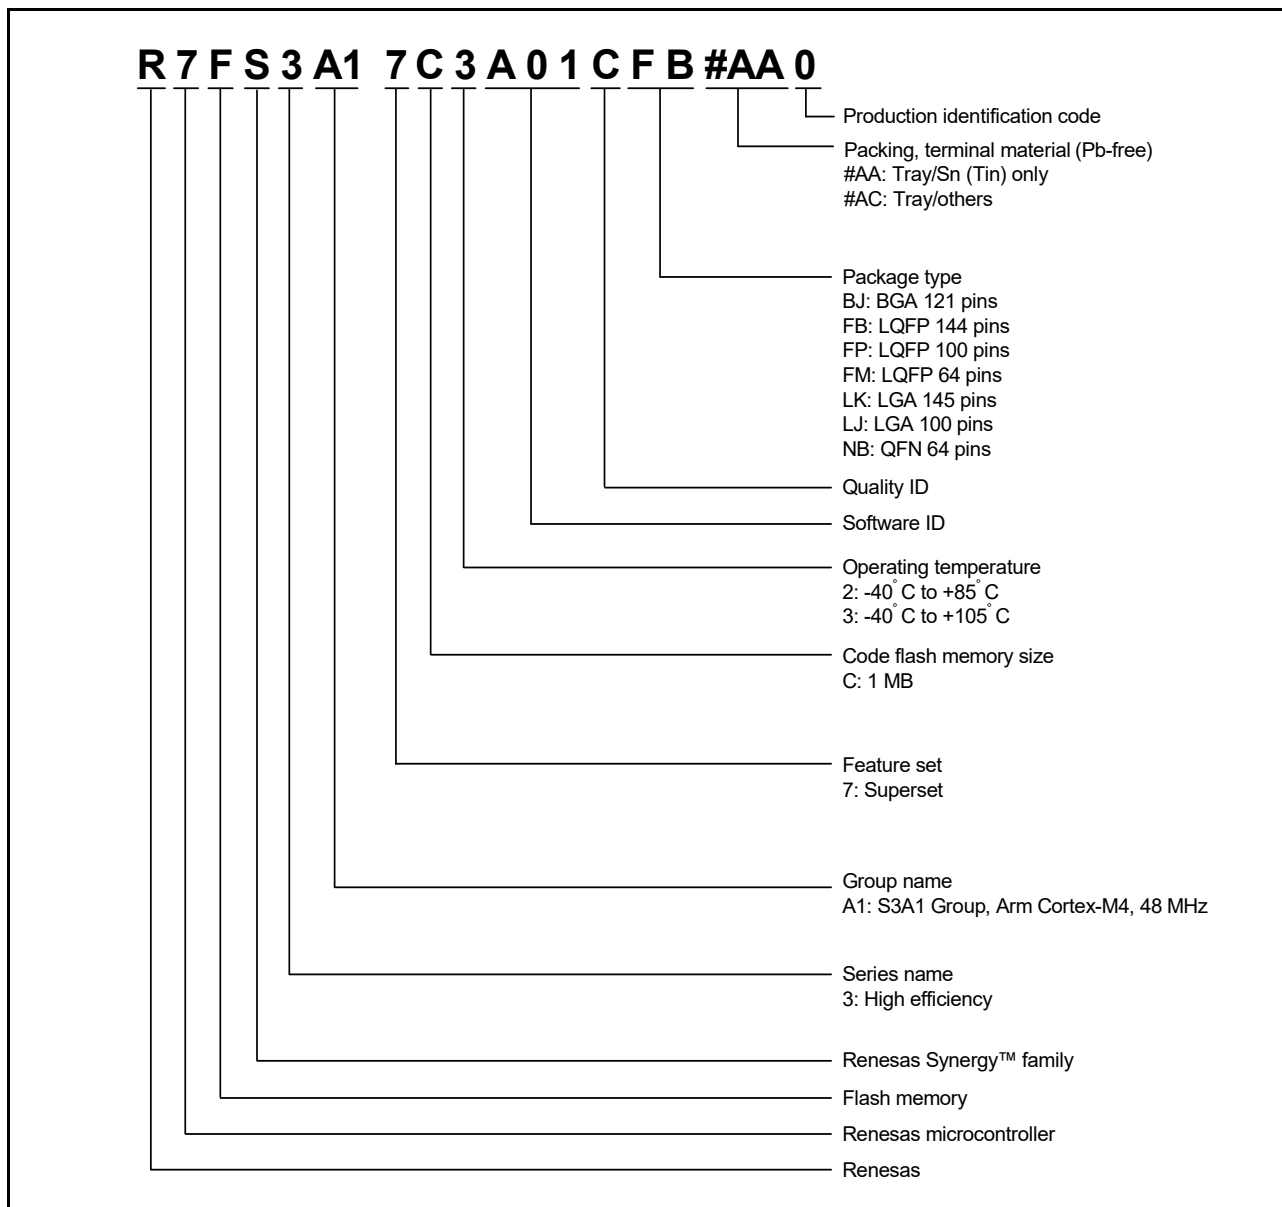 R 7 F S 3 A1 7 C 3 A 0 1 C F B #AA 0
Production identification code
Packing, terminal material (Pb-free)
#AA: Tray/Sn (Tin) only
#AC: Tray/others
Package type
BJ: BGA 121 pins
FB: LQFP 144 pins
FP: LQFP 100 pins
FM: LQFP 64 pins
LK: LGA 145 pins
LJ: LGA 100 pins
NB: QFN 64 pins
Quality ID
Software ID
Operating temperature
2: -40°C to +85°C
3: -40°C to +105°C
Code flash memory size
C: 1 MB
Feature set
7: Superset
Group name
A1: S3A1 Group, Arm Cortex-M4, 48 MHz
Series name
3: High efficiency
Renesas Synergy™ family
Flash memory
Renesas microcontroller
Renesas